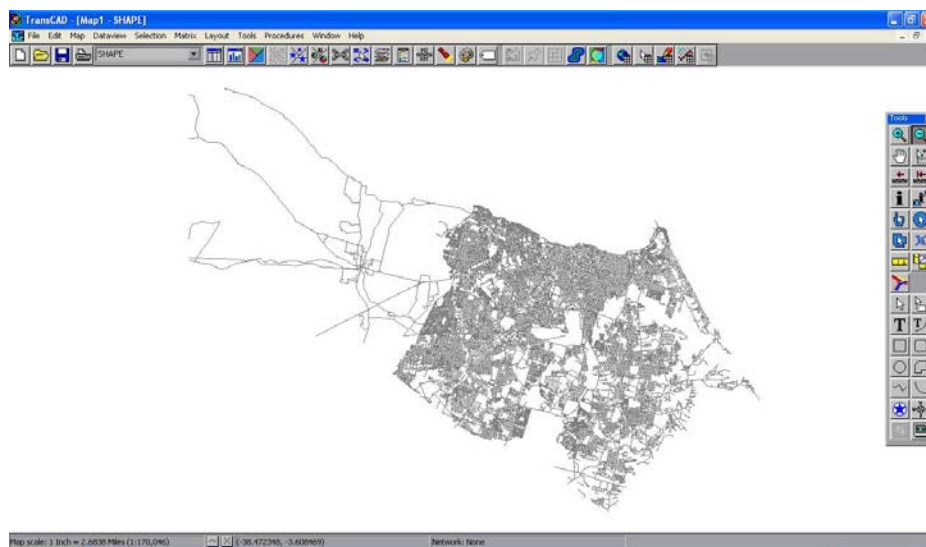 TransCAD - [Map1 - SHAPE]
File Edit Map Dataview Selection Matrix Layout Tools Procedures Window Help
SHAPE
Tools
T T
Map scale: 1 Inch = 2.6838 Miles (1:170,046) (-38.472348, -3.608469) Network: None